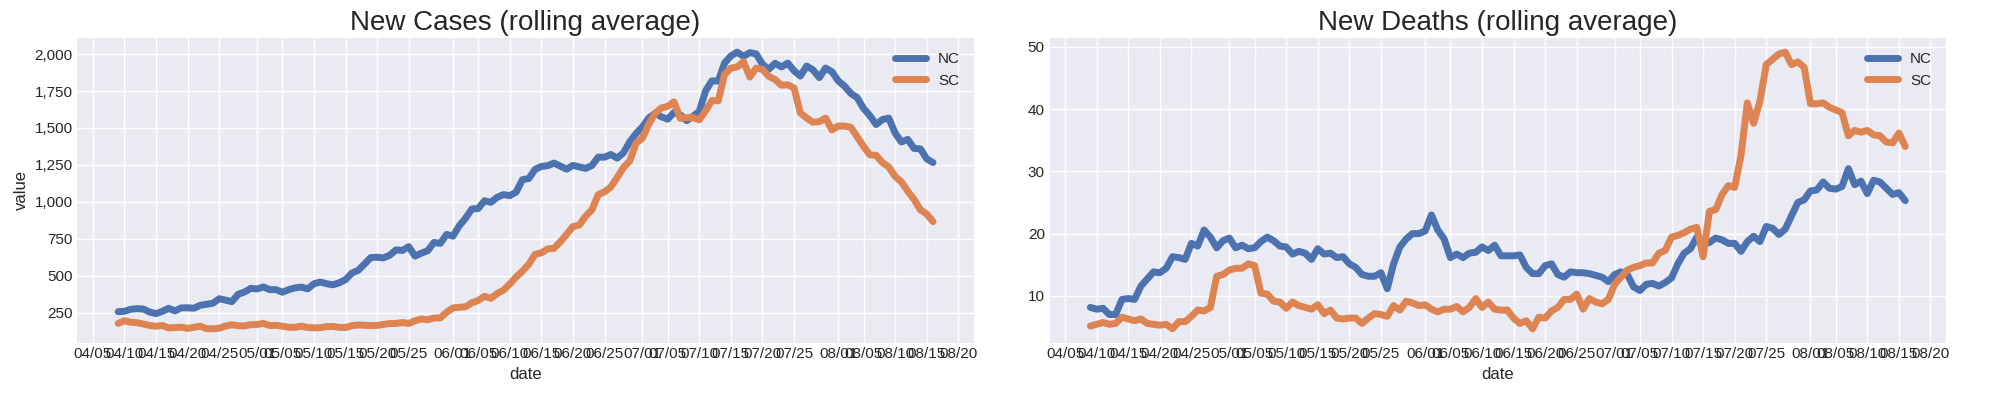 New Cases (rolling average)
2,000
1,750
1,500
1,250
1,000
750
500
250
value
NC
SC
04/05 04/10 04/15 04/20 04/25 05/01 05/05 05/10 05/15 05/20 05/25 06/01 06/05 06/10 06/15 06/20 06/25 07/01 07/05 07/10 07/15 07/20 07/25 08/01 08/05 08/10 08/15 08/20
date
New Deaths (rolling average)
50
40
30
20
10
NC
SC
04/05 04/10 04/15 04/20 04/25 05/01 05/05 05/10 05/15 05/20 05/25 06/01 06/05 06/10 06/15 06/20 06/25 07/01 07/05 07/10 07/15 07/20 07/25 08/01 08/05 08/10 08/15 08/20
date